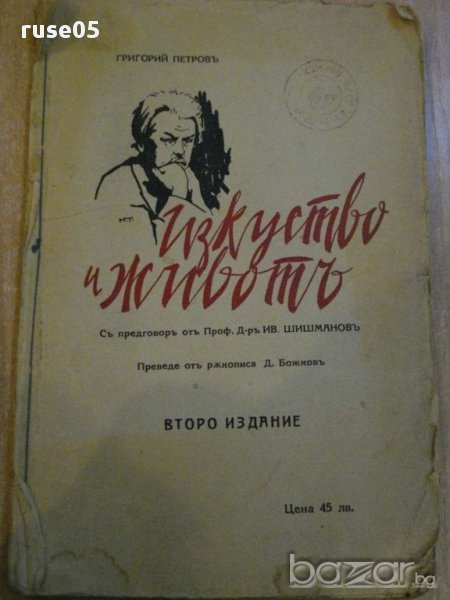 ruse05
ГРИГОРИЙ ПЕТРОВЪ
М.Г.
Изкуство
и животъ
Съ предговоръ отъ Проф. Д-ръ ИВ. ШИШМАНОВЪ
Преведе отъ рѫкописа Д. Божковъ
ВТОРО ИЗДАНИЕ
Цена 45 лв.
bazar.bg